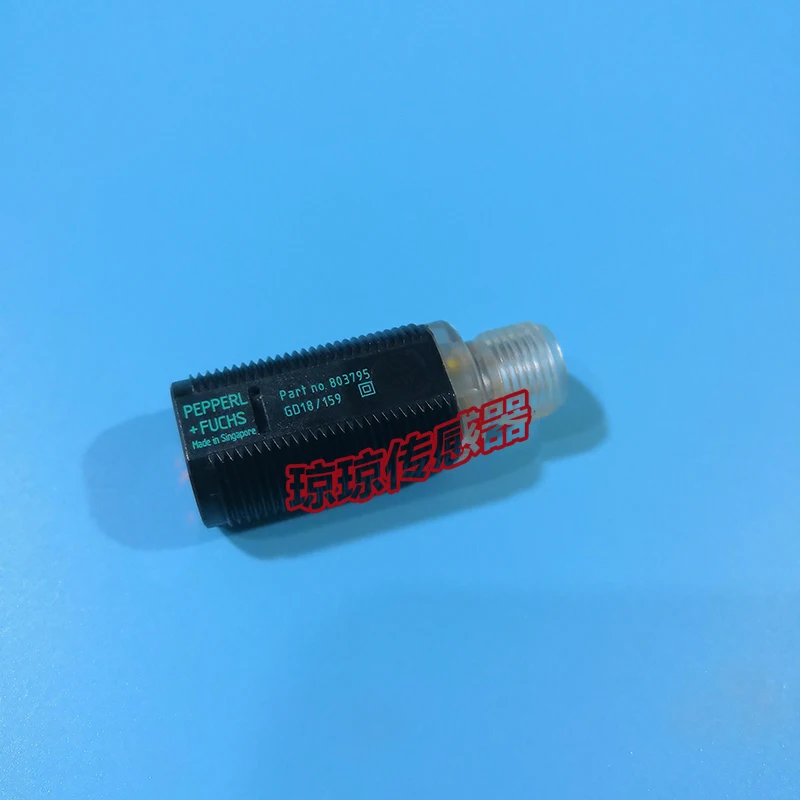 PEPPERL
+FUCHS
Made in Singapore
Part no. 803795
GD18/159
琼琼传感器